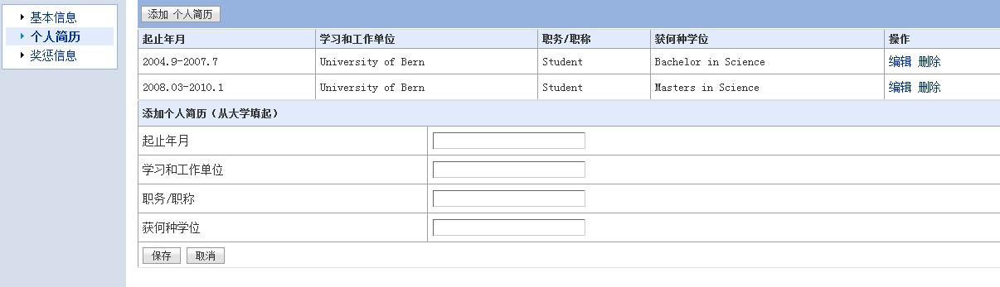 基本信息
个人简历
奖惩信息
添加 个人简历
起止年月 学习和工作单位 职务/职称 获何种学位 操作
2004.9-2007.7 University of Bern Student Bachelor in Science 编辑 删除
2008.03-2010.1 University of Bern Student Masters in Science 编辑 删除
添加个人简历（从大学填起）
起止年月
学习和工作单位
职务/职称
获何种学位
保存 取消